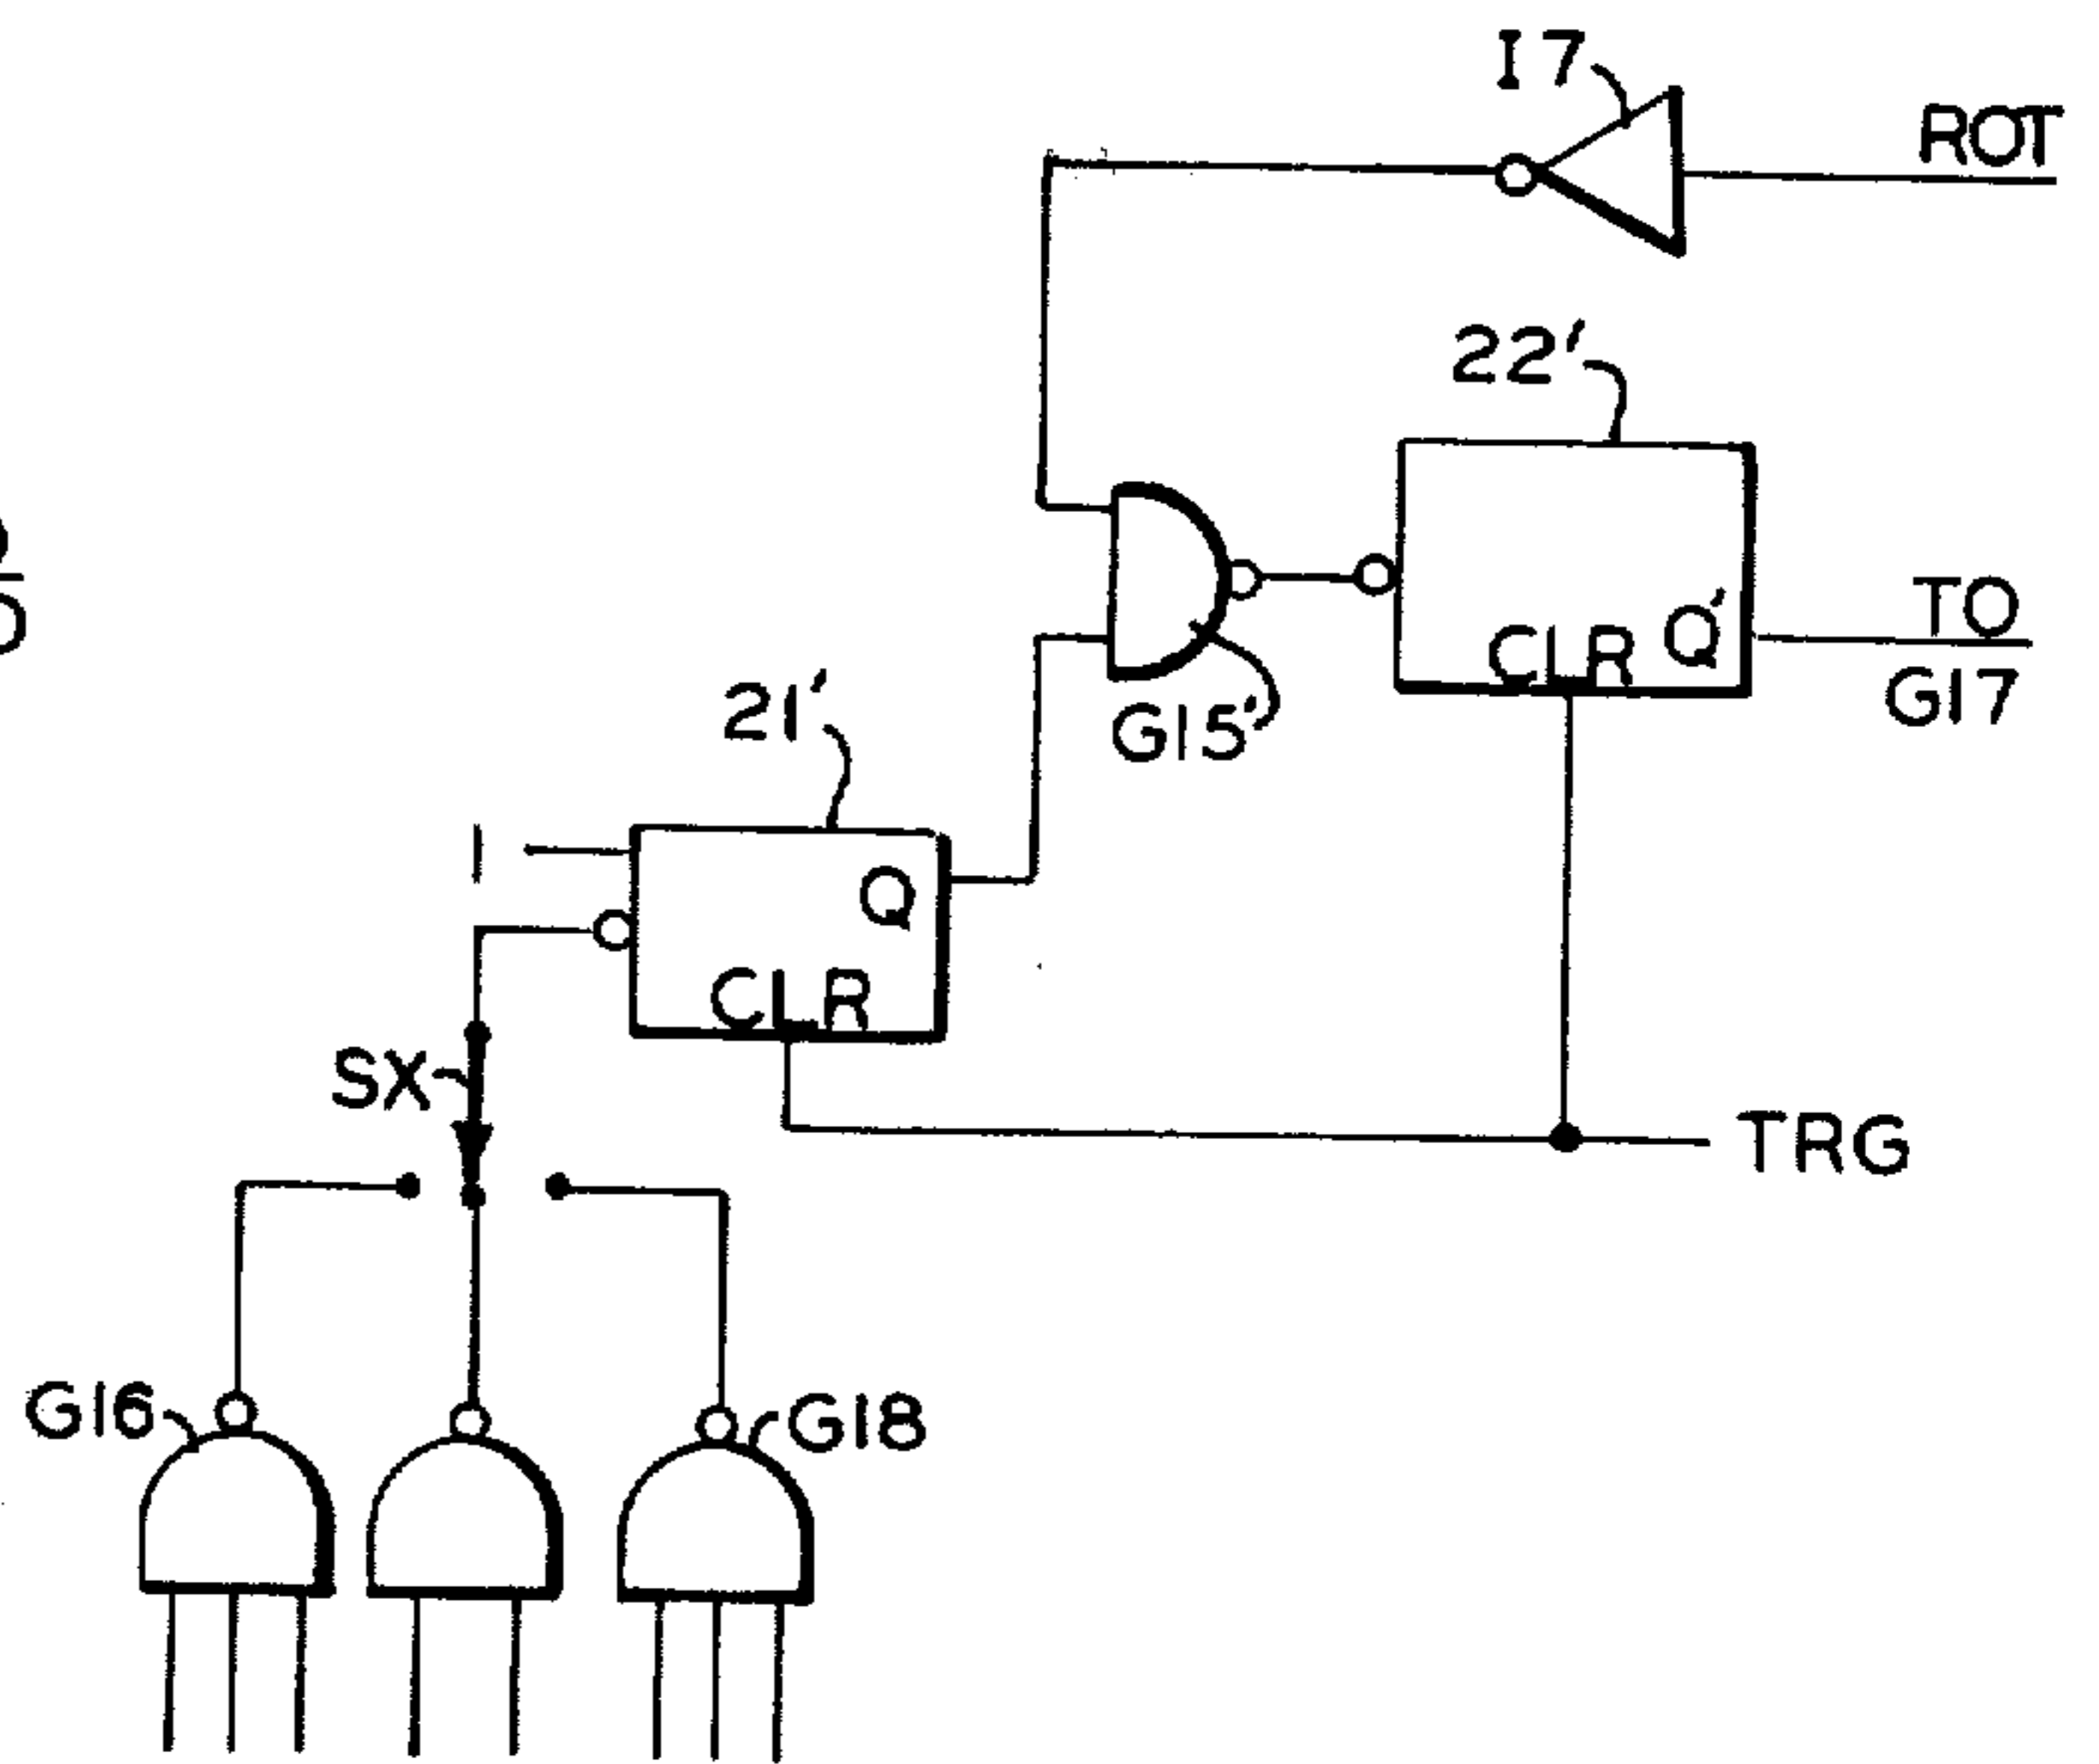 I7
ROT
22'
CLR Q'
TO
G17
G15'
21'
1
Q
CLR
SX
TRG
G16
G18